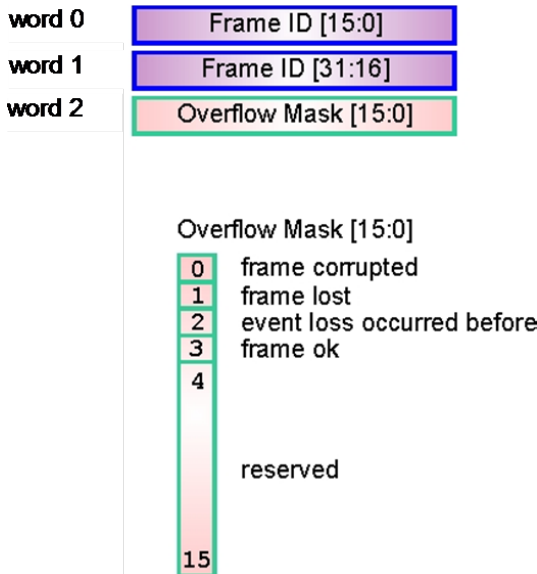 word 0 Frame ID [15:0]
word 1 Frame ID [31:16]
word 2 Overflow Mask [15:0]
Overflow Mask [15:0]
0 frame corrupted
1 frame lost
2 event loss occurred before
3 frame ok
4
reserved
15